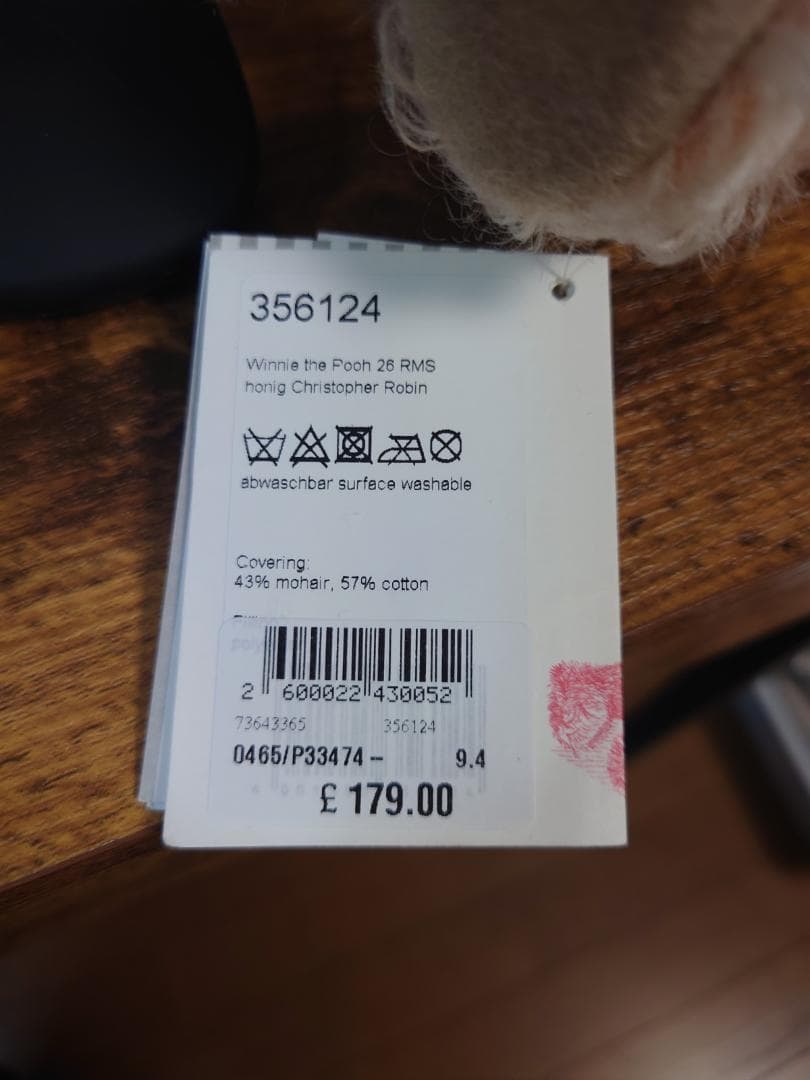 356124
Winnie the Pooh 26 RMS
honig Christopher Robin
abwaschbar surface washable
Covering:
43% mohair, 57% cotton
2 600022 430052
73643365 356124
0465/P33474 - 9.4
£ 179.00